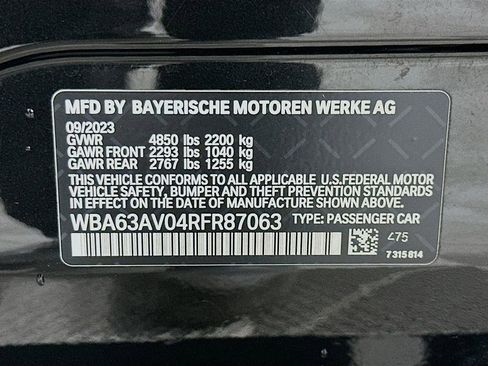 MFD BY BAYERISCHE MOTOREN WERKE AG
09/2023
GVWR 4850 lbs 2200 kg
GAWR FRONT 2293 lbs 1040 kg
GAWR REAR 2767 lbs 1255 kg
THIS VEHICLE CONFORMS TO ALL APPLICABLE U.S.FEDERAL MOTOR
VEHICLE SAFETY, BUMPER AND THEFT PREVENTION STANDARDS
IN EFFECT ON THE DATE OF MANUFACTURE SHOWN ABOVE.
WBA63AV04RFR87063 TYPE: PASSENGER CAR
475
7315814